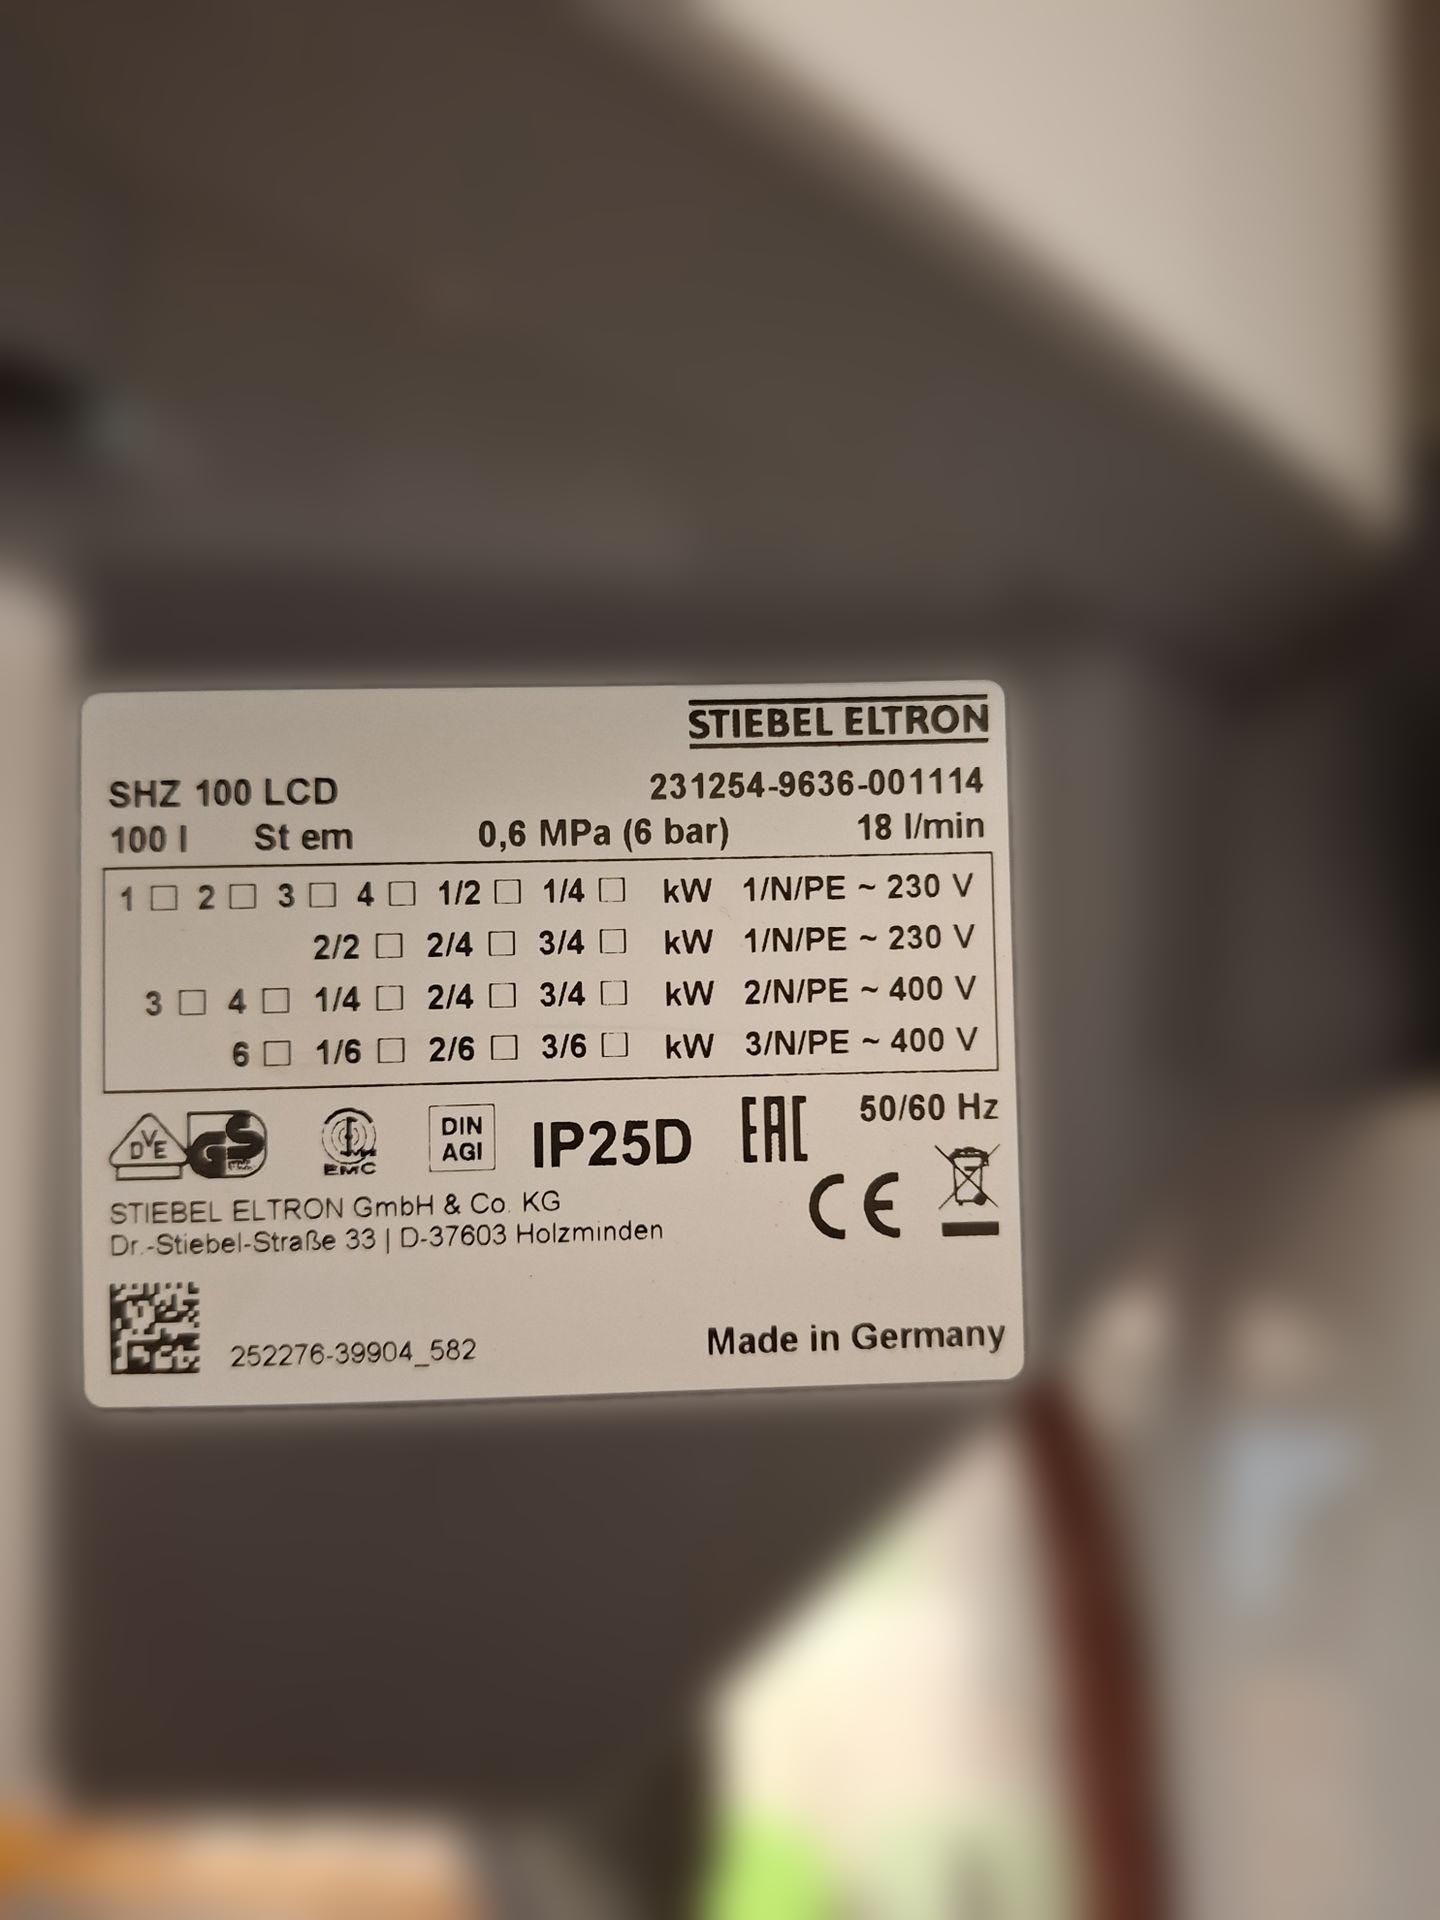 STIEBEL ELTRON
SHZ 100 LCD 231254-9636-001114
100 l St em 0,6 MPa (6 bar) 18 l/min
1 □ 2 □ 3 □ 4 □ 1/2 □ 1/4 □ kW 1/N/PE ~ 230 V
2/2 □ 2/4 □ 3/4 □ kW 1/N/PE ~ 230 V
3 □ 4 □ 1/4 □ 2/4 □ 3/4 □ kW 2/N/PE ~ 400 V
6 □ 1/6 □ 2/6 □ 3/6 □ kW 3/N/PE ~ 400 V
DVE GS EMC DIN AGI IP25D EAC 50/60 Hz
CE
STIEBEL ELTRON GmbH & Co. KG
Dr.-Stiebel-Straße 33 | D-37603 Holzminden
252276-39904_582 Made in Germany